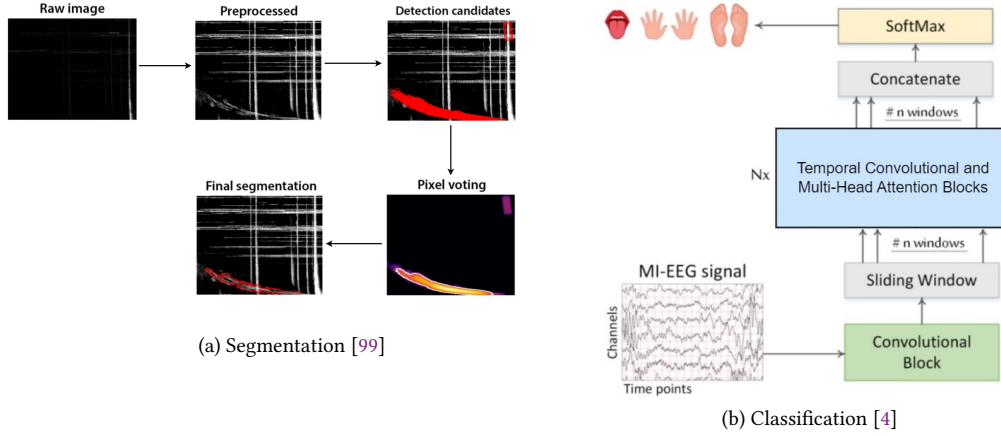 Raw image
Preprocessed
Detection candidates
Final segmentation
Pixel voting
(a) Segmentation [99]
SoftMax
Concatenate
# n windows
Nx
Temporal Convolutional and
Multi-Head Attention Blocks
# n windows
Sliding Window
MI-EEG signal
Channels
Time points
Convolutional
Block
(b) Classification [4]